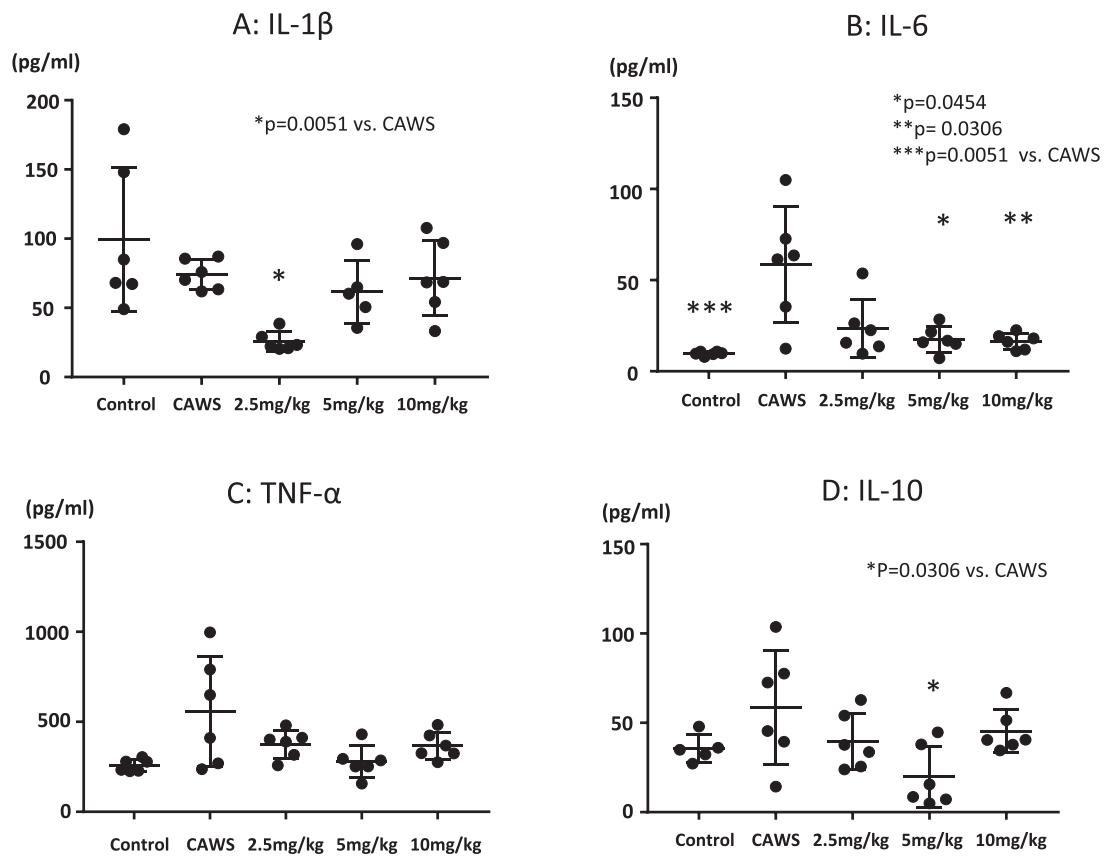 A: IL-1β
(pg/ml)
200
150
100
50
0
*p=0.0051 vs. CAWS
*
Control CAWS 2.5mg/kg 5mg/kg 10mg/kg
B: IL-6
(pg/ml)
150
100
50
0
*p=0.0454
**p= 0.0306
***p=0.0051 vs. CAWS
***
*
**
Control CAWS 2.5mg/kg 5mg/kg 10mg/kg
C: TNF-α
(pg/ml)
1500
1000
500
0
Control CAWS 2.5mg/kg 5mg/kg 10mg/kg
D: IL-10
(pg/ml)
150
100
50
0
*P=0.0306 vs. CAWS
*
Control CAWS 2.5mg/kg 5mg/kg 10mg/kg